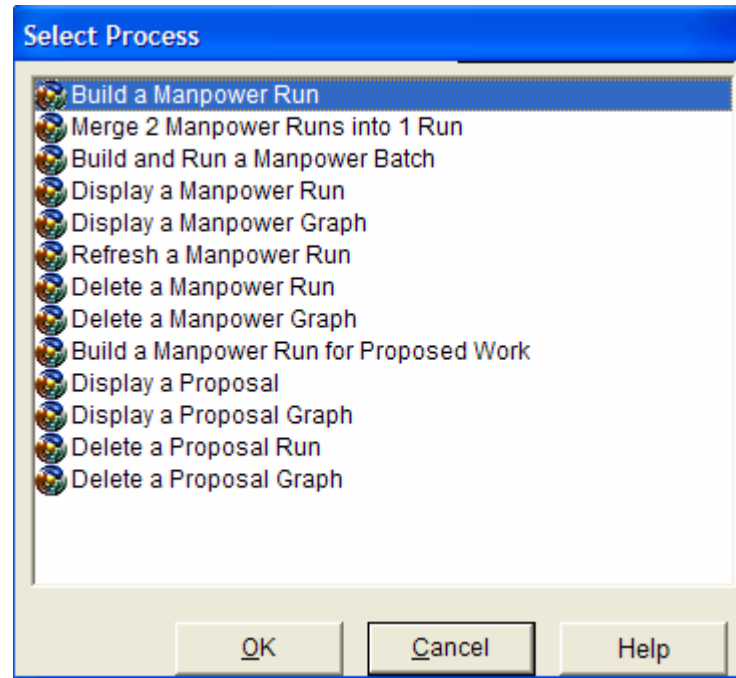 Select Process
Build a Manpower Run
Merge 2 Manpower Runs into 1 Run
Build and Run a Manpower Batch
Display a Manpower Run
Display a Manpower Graph
Refresh a Manpower Run
Delete a Manpower Run
Delete a Manpower Graph
Build a Manpower Run for Proposed Work
Display a Proposal
Display a Proposal Graph
Delete a Proposal Run
Delete a Proposal Graph
OK Cancel Help